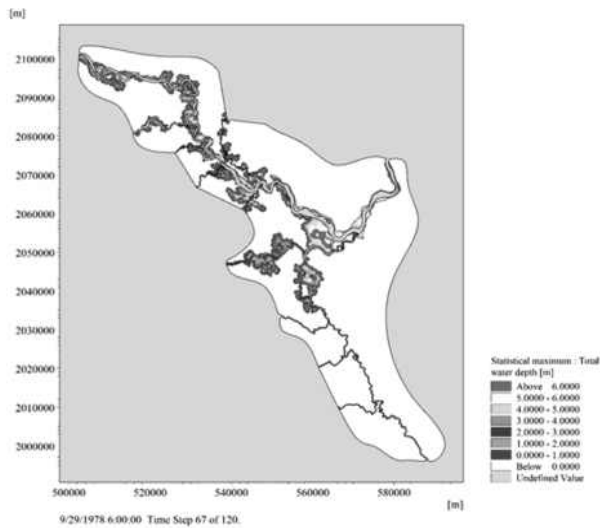 [m]
2100000
2090000
2080000
2070000
2060000
2050000
2040000
2030000
2020000
2010000
2000000
500000 520000 540000 560000 580000
[m]
9/29/1978 6:00:00 Time Step 67 of 120.
Statistical maximum : Total
water depth [m]
Above 6.0000
5.0000 - 6.0000
4.0000 - 5.0000
3.0000 - 4.0000
2.0000 - 3.0000
1.0000 - 2.0000
0.0000 - 1.0000
Below 0.0000
Undefined Value